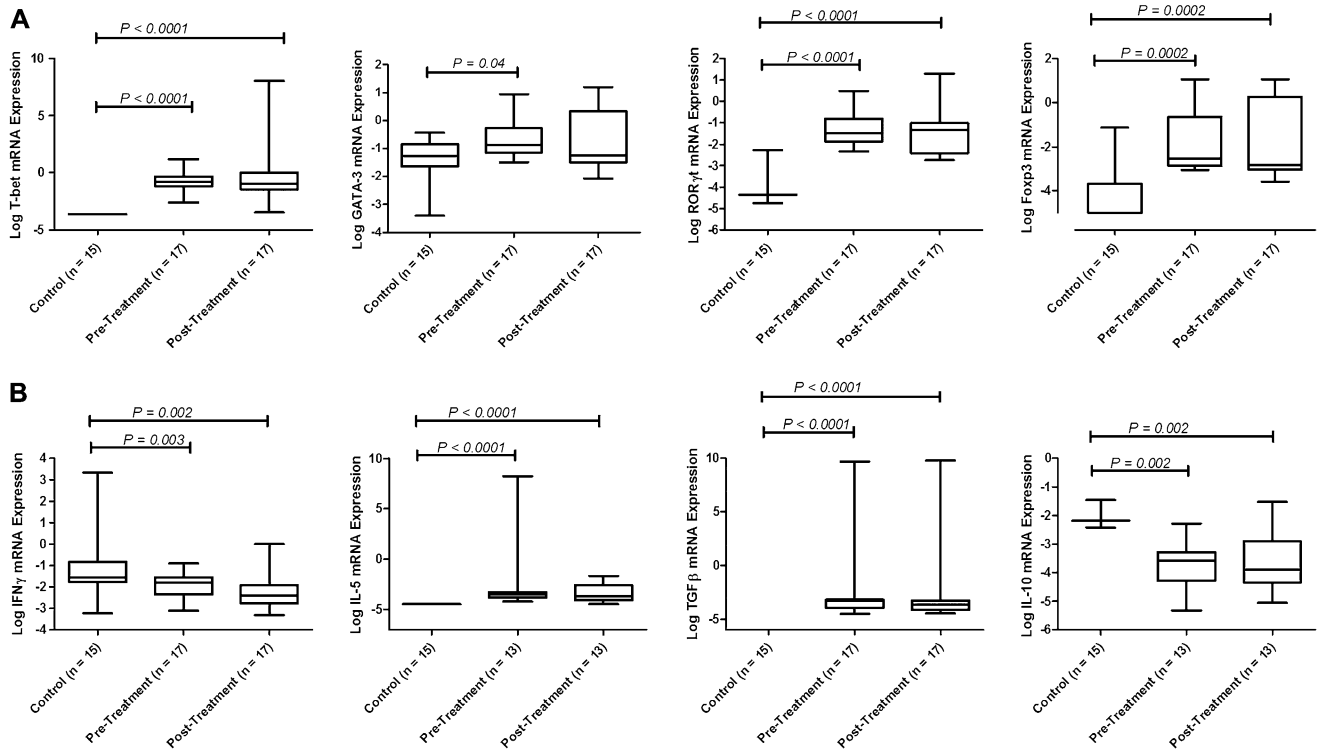 A
P < 0.0001
P < 0.0001
Log T-bet mRNA Expression
10
5
0
-5
Control (n = 15)
Pre-Treatment (n = 17)
Post-Treatment (n = 17)
P = 0.04
Log GATA-3 mRNA Expression
2
1
0
-1
-2
-3
-4
Control (n = 15)
Pre-Treatment (n = 17)
Post-Treatment (n = 17)
P < 0.0001
P < 0.0001
Log RORγt mRNA Expression
2
1
0
-1
-2
-3
-4
-5
-6
Control (n = 15)
Pre-Treatment (n = 17)
Post-Treatment (n = 17)
P = 0.0002
P = 0.0002
Log Foxp3 mRNA Expression
2
0
-2
-4
Control (n = 15)
Pre-Treatment (n = 17)
Post-Treatment (n = 17)
B
P = 0.002
P = 0.003
Log IFNγ mRNA Expression
4
3
2
1
0
-1
-2
-3
-4
Control (n = 15)
Pre-Treatment (n = 17)
Post-Treatment (n = 17)
P < 0.0001
P < 0.0001
Log IL-5 mRNA Expression
10
5
0
-5
Control (n = 15)
Pre-Treatment (n = 13)
Post-Treatment (n = 13)
P < 0.0001
P < 0.0001
Log TGFβ mRNA Expression
10
5
0
-5
Control (n = 15)
Pre-Treatment (n = 17)
Post-Treatment (n = 17)
P = 0.002
P = 0.002
Log IL-10 mRNA Expression
-0
-1
-2
-3
-4
-5
-6
Control (n = 15)
Pre-Treatment (n = 13)
Post-Treatment (n = 13)